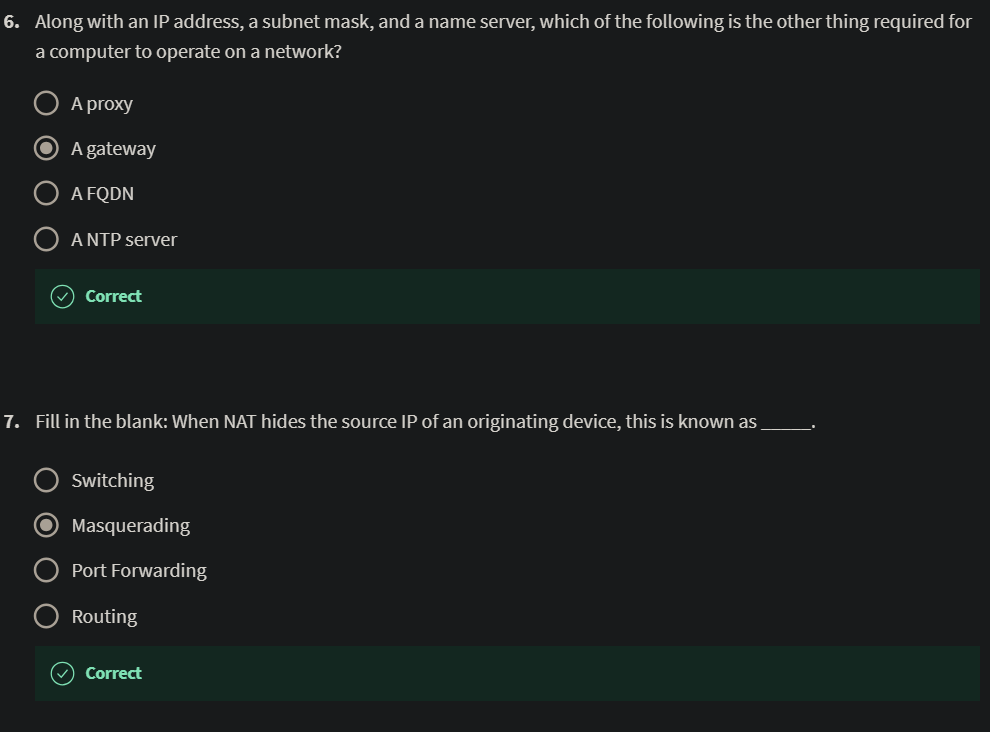 6. Along with an IP address, a subnet mask, and a name server, which of the following is the other thing required for
a computer to operate on a network?
A proxy
A gateway
A FQDN
A NTP server
Correct
7. Fill in the blank: When NAT hides the source IP of an originating device, this is known as _____.
Switching
Masquerading
Port Forwarding
Routing
Correct